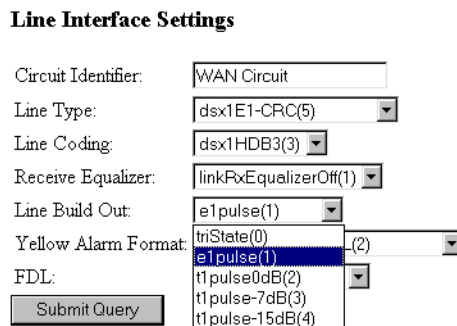 Line Interface Settings
Circuit Identifier: WAN Circuit
Line Type: dsx1E1-CRC(5)
Line Coding: dsx1HDB3(3)
Receive Equalizer: linkRxEqualizerOff(1)
Line Build Out: e1pulse(1)
triState(0)
Yellow Alarm Format: _(2)
e1pulse(1)
FDL: t1pulse0dB(2)
t1pulse-7dB(3)
Submit Query t1pulse-15dB(4)